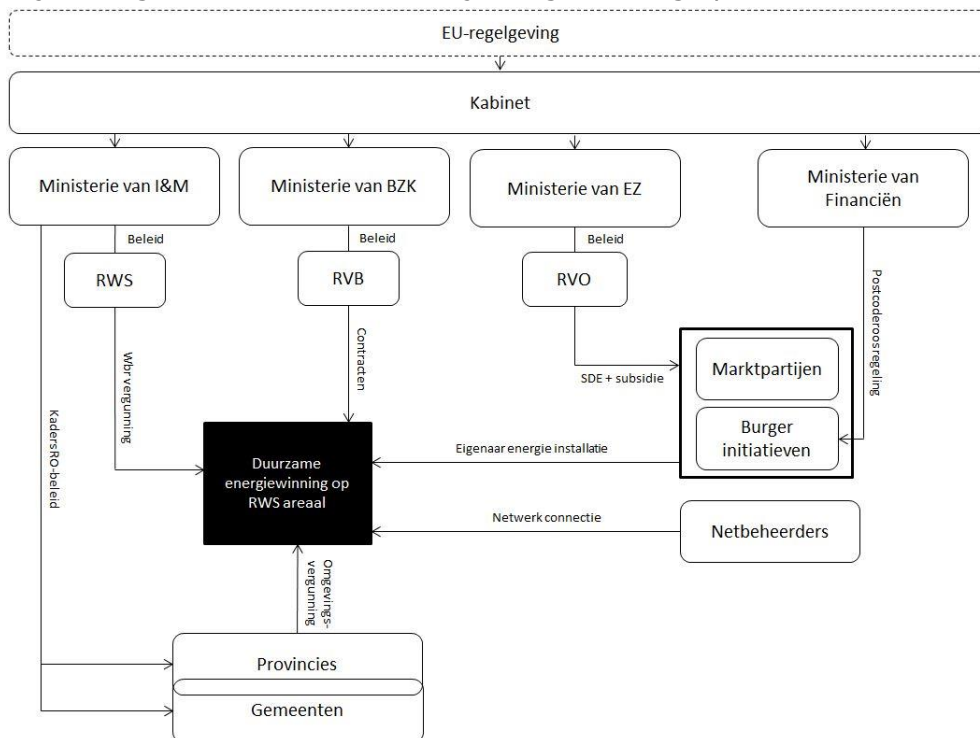 EU-regelgeving
Kabinet
Ministerie van I&M
Ministerie van BZK
Ministerie van EZ
Ministerie van
Financiën
Beleid
Beleid
Beleid
RWS
RVB
RVO
Postcoderoosregeling
Wbr vergunning
Contracten
SDE + subsidie
Marktpartijen
Burger
initiatieven
KadersRO-beleid
Duurzame
energiewinning op
RWS areaal
Eigenaar energie installatie
Netwerk connectie
Netbeheerders
Omgevings-
vergunning
Provincies
Gemeenten